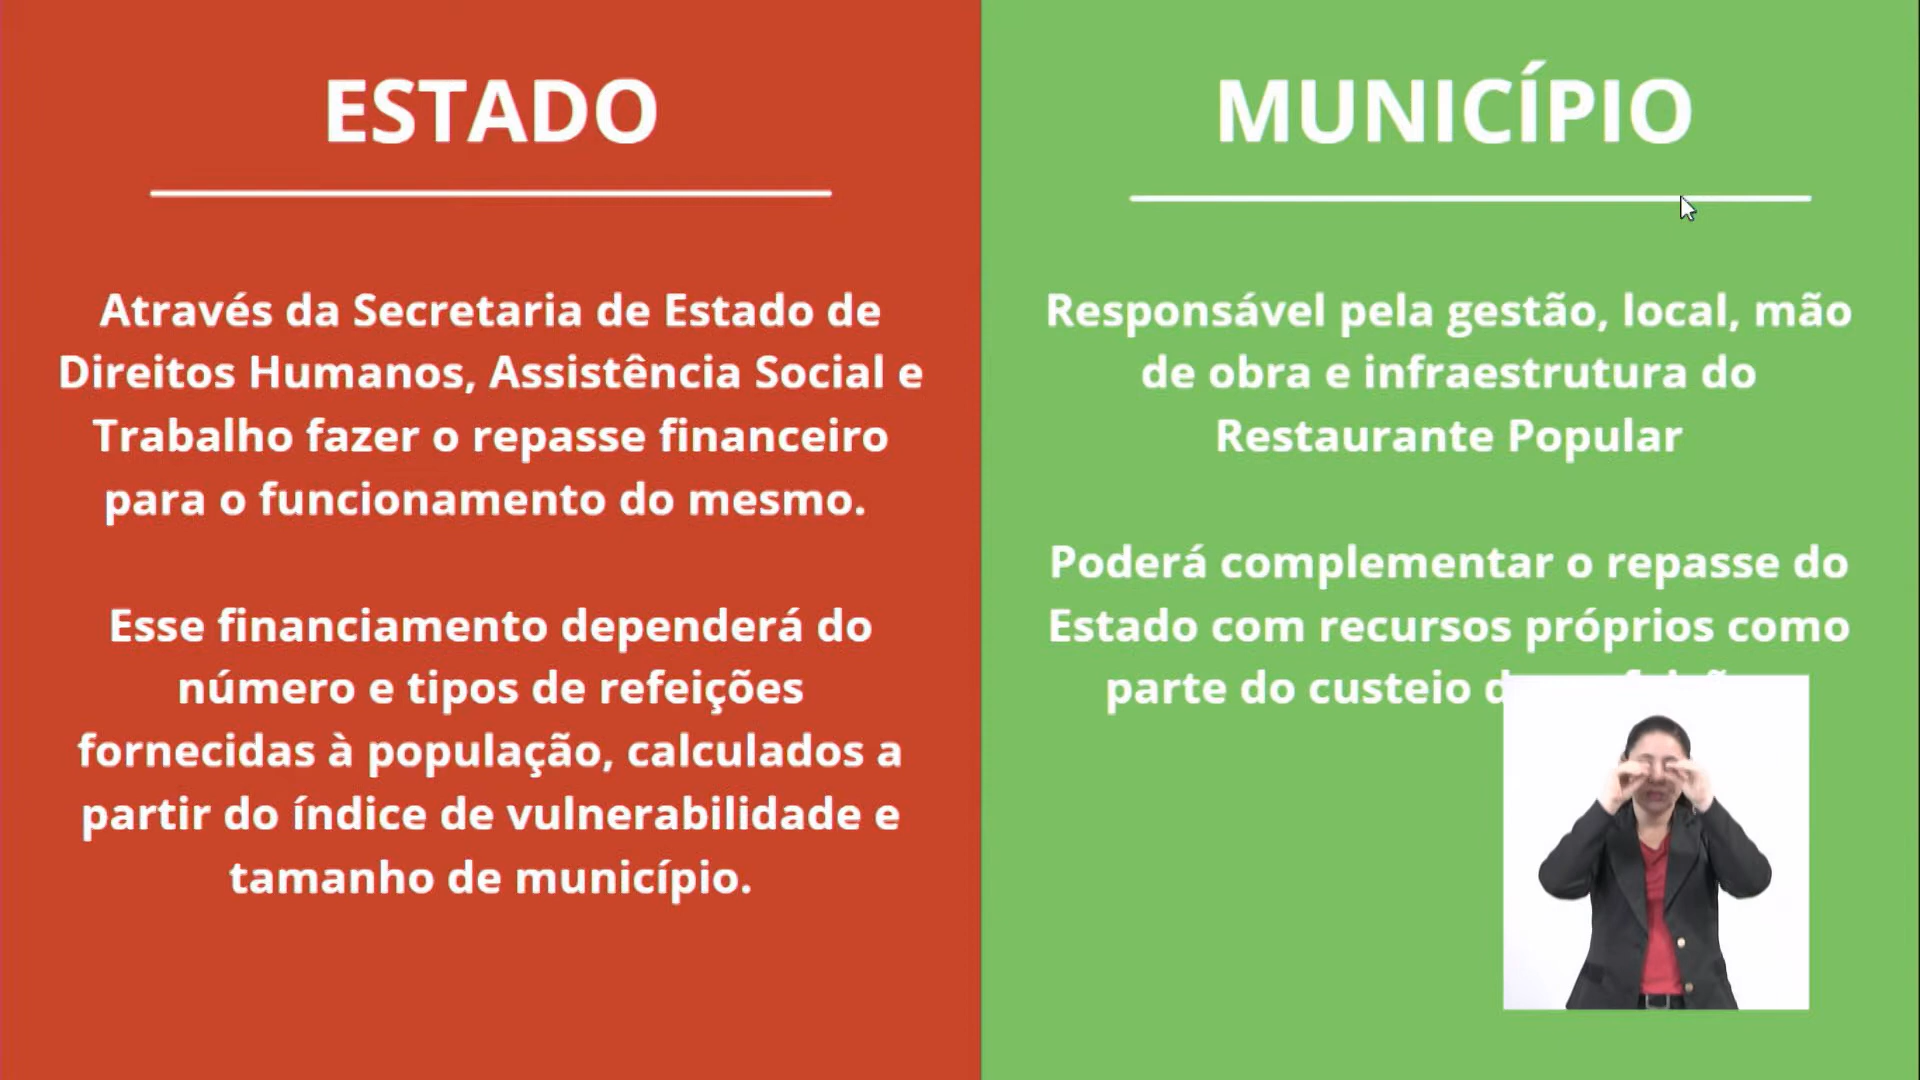 ESTADO
Através da Secretaria de Estado de
Direitos Humanos, Assistência Social e
Trabalho fazer o repasse financeiro
para o funcionamento do mesmo.
Esse financiamento dependerá do
número e tipos de refeições
fornecidas à população, calculados a
partir do índice de vulnerabilidade e
tamanho de município.
MUNICÍPIO
Responsável pela gestão, local, mão
de obra e infraestrutura do
Restaurante Popular
Poderá complementar o repasse do
Estado com recursos próprios como
parte do custeio